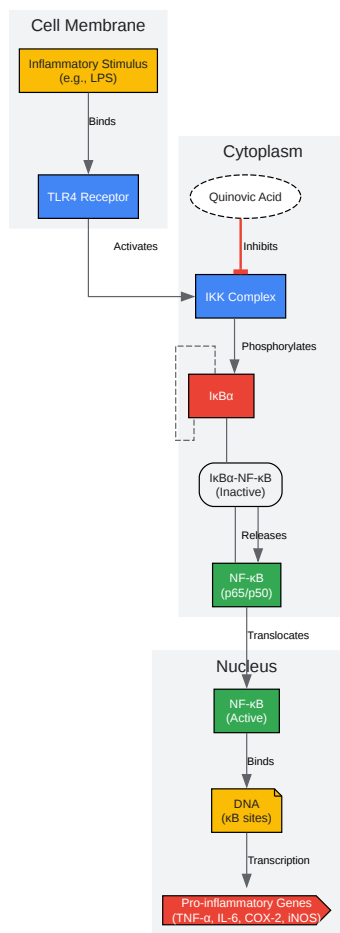 Cell Membrane
Inflammatory Stimulus
(e.g., LPS)
Binds
TLR4 Receptor
Activates
Cytoplasm
Quinovic Acid
Inhibits
IKK Complex
Phosphorylates
IκBα
IκBα-NF-κB
(Inactive)
Releases
NF-κB
(p65/p50)
Translocates
Nucleus
NF-κB
(Active)
Binds
DNA
(κB sites)
Transcription
Pro-inflammatory Genes
(TNF-α, IL-6, COX-2, iNOS)